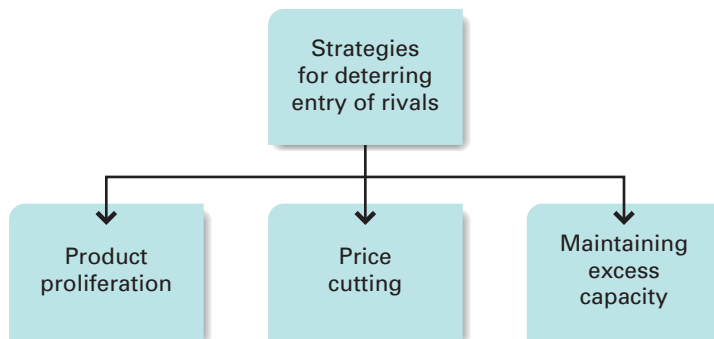 Strategies
for deterring
entry of rivals
Product
proliferation
Price
cutting
Maintaining
excess
capacity